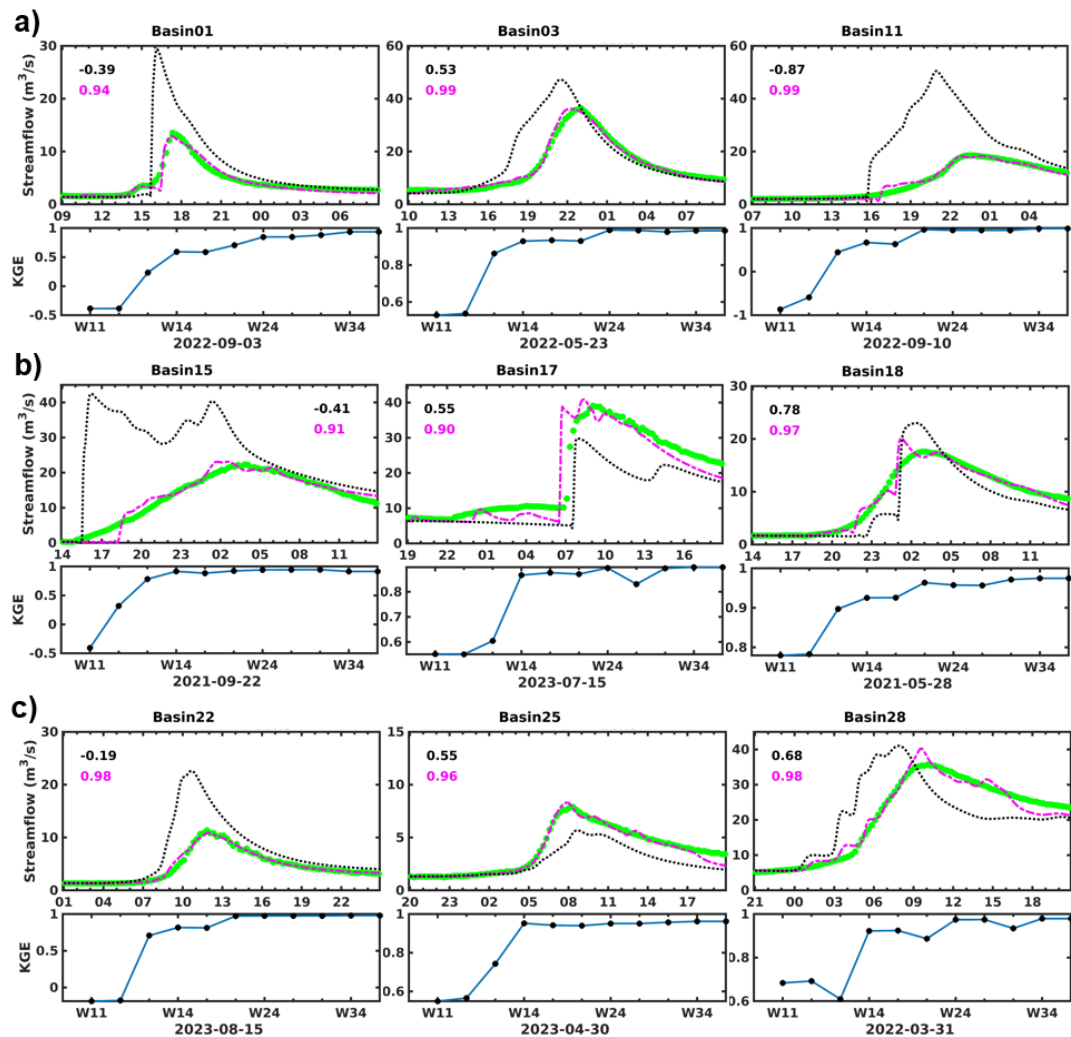 a)
Basin01 Basin03 Basin11
Streamflow (m³/s)
30 60 60
-0.39 0.53 -0.87
0.94 0.99 0.99
20 40 40
10 20 20
0 0 0
09 12 15 18 21 00 03 06 10 13 16 19 22 01 04 07 07 10 13 16 19 22 01 04
KGE
1 1 1
0.5 0.8 0
0 0.6 -1
-0.5
W11 W14 W24 W34 W11 W14 W24 W34 W11 W14 W24 W34
2022-09-03 2022-05-23 2022-09-10
b)
Basin15 Basin17 Basin18
40 40 30
-0.41 0.55 0.78
0.91 0.90 0.97
30 30 20
20 20 10
10 10 0
0 0
14 17 20 23 02 05 08 11 19 22 01 04 07 10 13 16 14 17 20 23 02 05 08 11
1 0.8 1
0.5 0.6 0.9
0 0.8
-0.5
W11 W14 W24 W34 W11 W14 W24 W34 W11 W14 W24 W34
2021-09-22 2023-07-15 2021-05-28
c)
Basin22 Basin25 Basin28
Streamflow (m³/s)
30 15 40
-0.19 0.55 0.68
0.98 0.96 0.98
20 10 30
10 5 20
0 0 10
0
01 04 07 10 13 16 19 22 20 23 02 05 08 11 14 17 21 00 03 06 09 12 15 18
KGE
1 1 1
0.5 0.8 0.8
0 0.6 0.6
W11 W14 W24 W34 W11 W14 W24 W34 W11 W14 W24 W34
2023-08-15 2023-04-30 2022-03-31